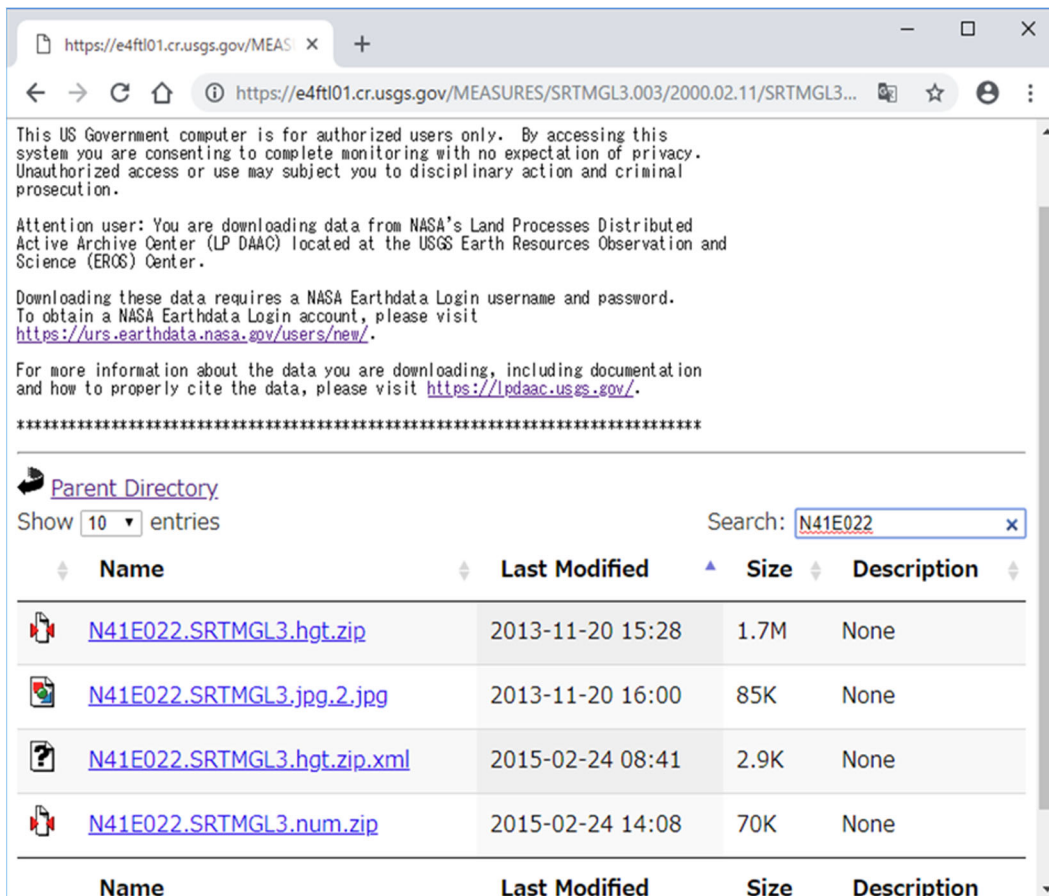 https://e4ftl01.cr.usgs.gov/MEAS
https://e4ftl01.cr.usgs.gov/MEASURES/SRTMGL3.003/2000.02.11/SRTMGL3...
This US Government computer is for authorized users only. By accessing this
system you are consenting to complete monitoring with no expectation of privacy.
Unauthorized access or use may subject you to disciplinary action and criminal
prosecution.
Attention user: You are downloading data from NASA's Land Processes Distributed
Active Archive Center (LP DAAC) located at the USGS Earth Resources Observation and
Science (EROS) Center.
Downloading these data requires a NASA Earthdata Login username and password.
To obtain a NASA Earthdata Login account, please visit
https://urs.earthdata.nasa.gov/users/new/.
For more information about the data you are downloading, including documentation
and how to properly cite the data, please visit https://lpdaac.usgs.gov/.
********************************************************************************
Parent Directory
Show 10 entries Search: N41E022
Name Last Modified Size Description
N41E022.SRTMGL3.hgt.zip 2013-11-20 15:28 1.7M None
N41E022.SRTMGL3.jpg.2.jpg 2013-11-20 16:00 85K None
N41E022.SRTMGL3.hgt.zip.xml 2015-02-24 08:41 2.9K None
N41E022.SRTMGL3.num.zip 2015-02-24 14:08 70K None
Name Last Modified Size Description